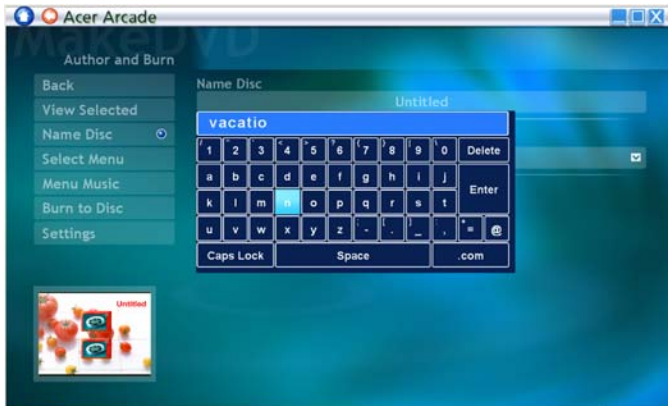 Acer Arcade
MakeDVD
Author and Burn
Back
View Selected
Name Disc
Select Menu
Menu Music
Burn to Disc
Settings
Name Disc
Untitled
vacatio
1 2 3 4 5 6 7 8 9 0 Delete
a b c d e f g h i j
Enter
k l m n o p q r s t
u v w x y z - . _ , = @
Caps Lock Space .com
Untitled